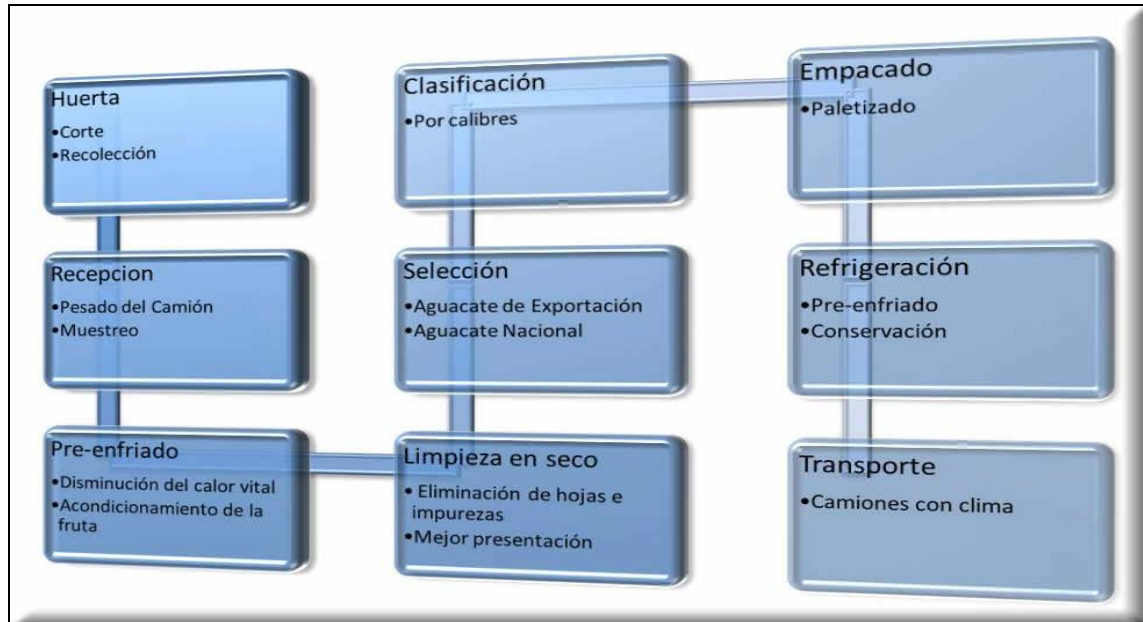 Huerta
•Corte
•Recolección
Recepcion
•Pesado del Camión
•Muestreo
Pre-enfriado
•Disminución del calor vital
•Acondicionamiento de la
fruta
Limpieza en seco
• Eliminación de hojas e
impurezas
•Mejor presentación
Selección
•Aguacate de Exportación
•Aguacate Nacional
Clasificación
•Por calibres
Empacado
•Paletizado
Refrigeración
•Pre-enfriado
•Conservación
Transporte
•Camiones con clima